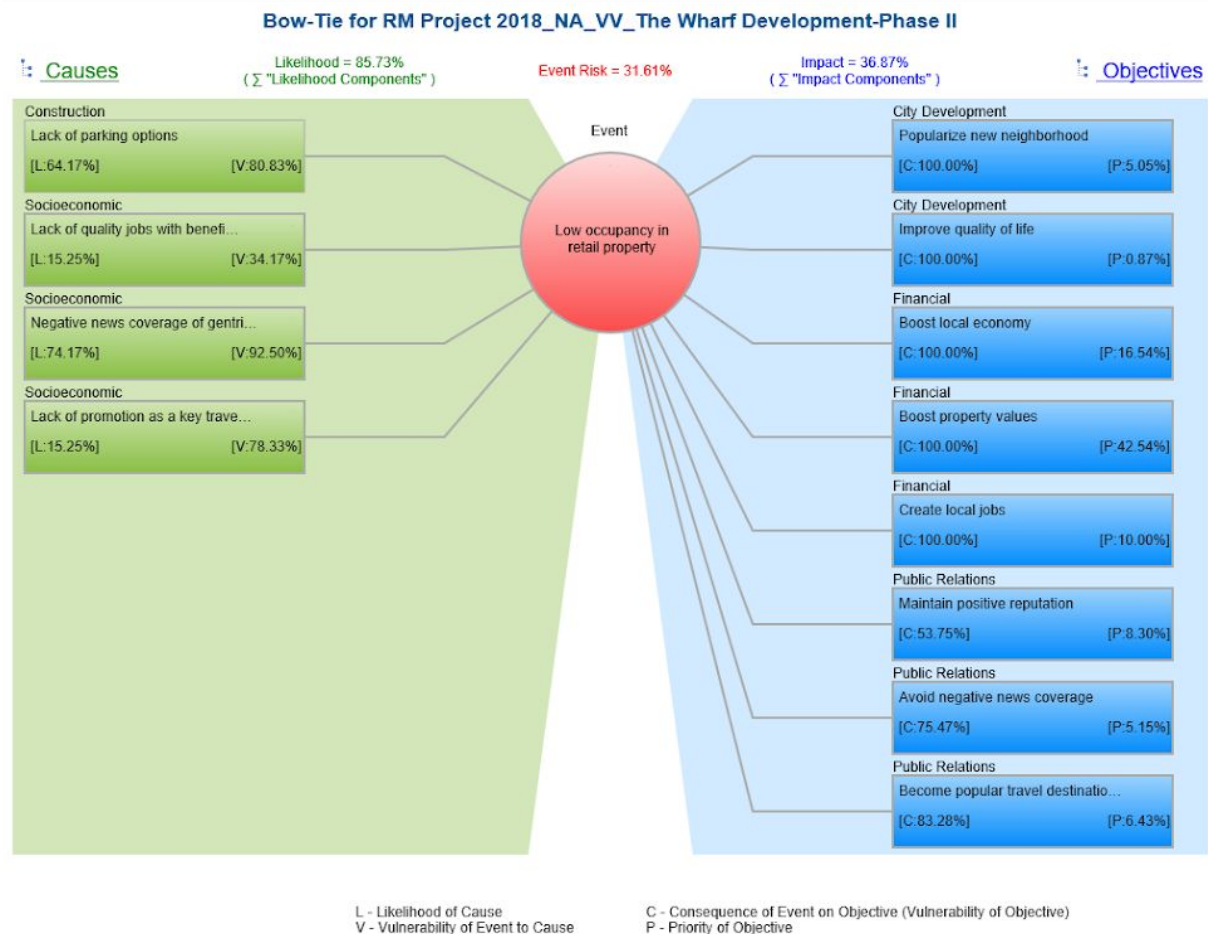 Bow-Tie for RM Project 2018_NA_VV_The Wharf Development-Phase II
Causes
Likelihood = 85.73%
( ∑ "Likelihood Components" )
Event Risk = 31.61%
Impact = 36.87%
( ∑ "Impact Components" )
Objectives
Construction
Lack of parking options
[L:64.17%] [V:80.83%]
Socioeconomic
Lack of quality jobs with benefi...
[L:15.25%] [V:34.17%]
Socioeconomic
Negative news coverage of gentri...
[L:74.17%] [V:92.50%]
Socioeconomic
Lack of promotion as a key trave...
[L:15.25%] [V:78.33%]
Event
Low occupancy in
retail property
City Development
Popularize new neighborhood
[C:100.00%] [P:5.05%]
City Development
Improve quality of life
[C:100.00%] [P:0.87%]
Financial
Boost local economy
[C:100.00%] [P:16.54%]
Financial
Boost property values
[C:100.00%] [P:42.54%]
Financial
Create local jobs
[C:100.00%] [P:10.00%]
Public Relations
Maintain positive reputation
[C:53.75%] [P:8.30%]
Public Relations
Avoid negative news coverage
[C:75.47%] [P:5.15%]
Public Relations
Become popular travel destinatio...
[C:83.28%] [P:6.43%]
L - Likelihood of Cause
V - Vulnerability of Event to Cause
C - Consequence of Event on Objective (Vulnerability of Objective)
P - Priority of Objective